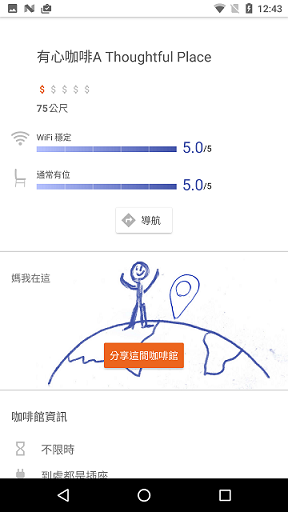 12:43
有心咖啡A Thoughtful Place
$ $ $ $ $
75公尺
WiFi 穩定
5.0/5
通常有位
5.0/5
導航
媽我在這
分享這間咖啡館
咖啡館資訊
不限時
到處都是插座